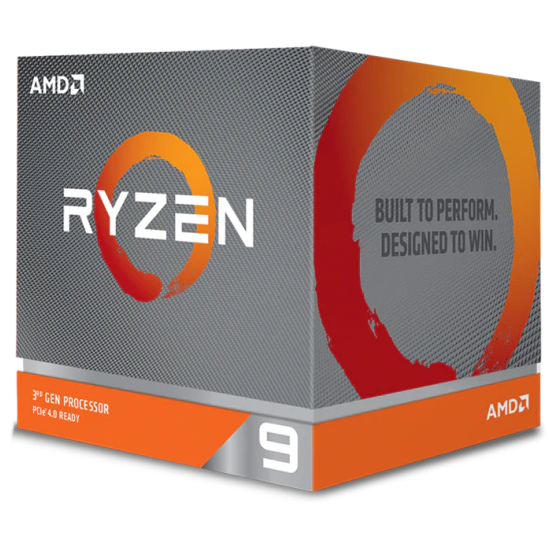 AMD
RYZEN
3RD GEN PROCESSOR
PCIe® 4.0 READY
9
BUILT TO PERFORM.
DESIGNED TO WIN.
AMD